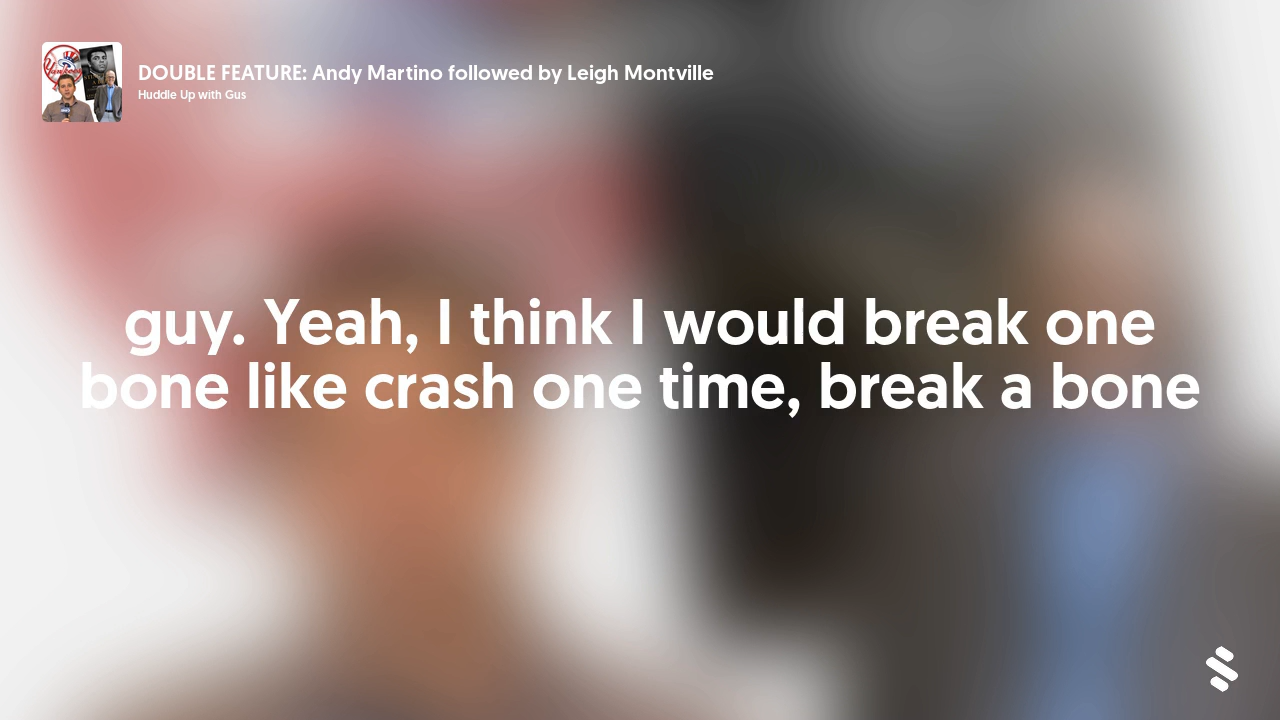 DOUBLE FEATURE: Andy Martino followed by Leigh Montville
Huddle Up with Gus
guy. Yeah, I think I would break one
bone like crash one time, break a bone